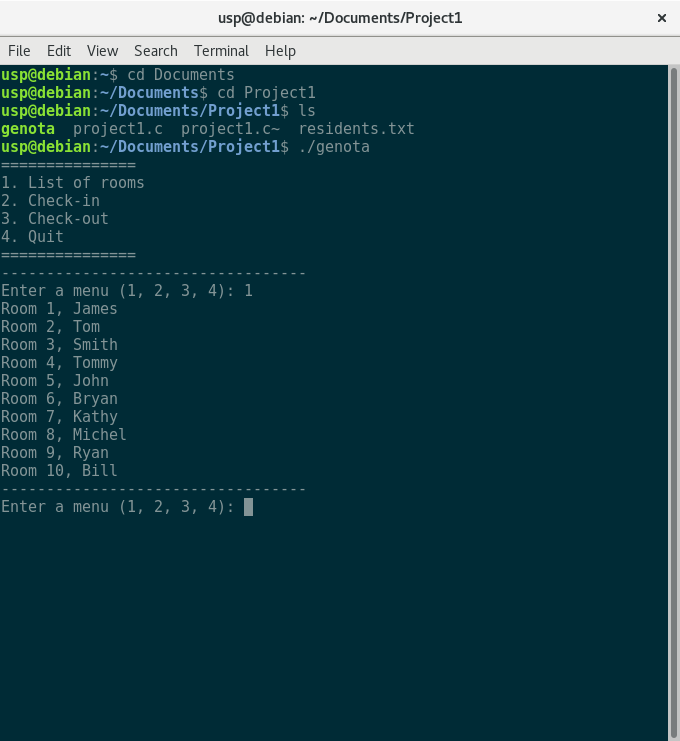 usp@debian: ~/Documents/Project1 ×
File Edit View Search Terminal Help
usp@debian:~$ cd Documents
usp@debian:~/Documents$ cd Project1
usp@debian:~/Documents/Project1$ ls
genota  project1.c  project1.c~  residents.txt
usp@debian:~/Documents/Project1$ ./genota
===============
1. List of rooms
2. Check-in
3. Check-out
4. Quit
===============
----------------------------------
Enter a menu (1, 2, 3, 4): 1
Room 1, James
Room 2, Tom
Room 3, Smith
Room 4, Tommy
Room 5, John
Room 6, Bryan
Room 7, Kathy
Room 8, Michel
Room 9, Ryan
Room 10, Bill
----------------------------------
Enter a menu (1, 2, 3, 4):